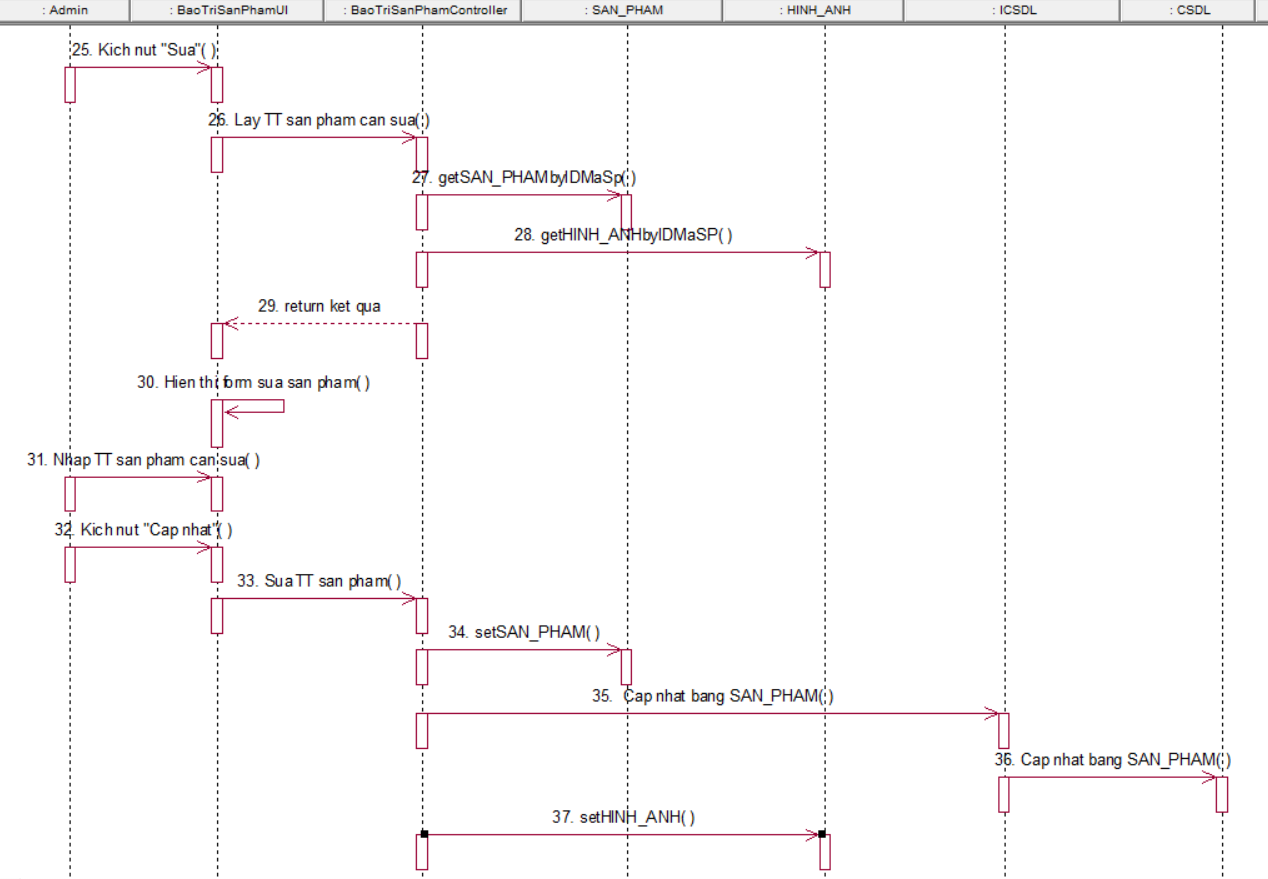 : Admin
: BaoTriSanPhamUI
: BaoTriSanPhamController
: SAN_PHAM
: HINH_ANH
: ICSDL
: CSDL
25. Kich nut "Sua"( )
26. Lay TT san pham can sua( )
27. getSAN_PHAMbyIDMaSp( )
28. getHINH_ANHbyIDMaSP( )
29. return ket qua
30. Hien thi form sua san pham( )
31. Nhap TT san pham can sua( )
32. Kich nut "Cap nhat"( )
33. Sua TT san pham( )
34. setSAN_PHAM( )
35. Cap nhat bang SAN_PHAM( )
36. Cap nhat bang SAN_PHAM( )
37. setHINH_ANH( )